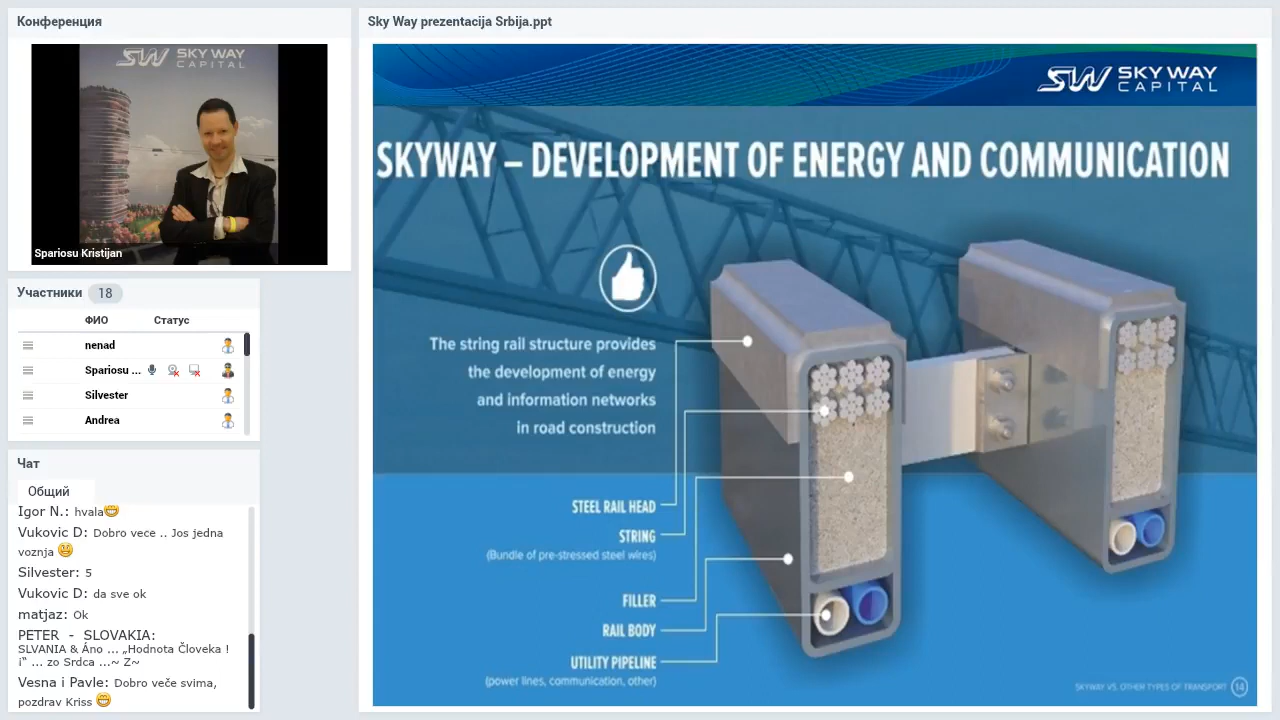 Конференция
SKY WAY
CAPITAL
Spariosu Kristijan
Участники 18
ФИО Статус
nenad
Spariosu ...
Silvester
Andrea
Чат
Общий
Igor N.: hvala
Vukovic D: Dobro vece .. Jos jedna
voznja
Silvester: 5
Vukovic D: da sve ok
matjaz: Ok
PETER - SLOVAKIA:
SLVANIA & Áno ... „Hodnota Človeka !
i“ ... zo Srdca ...~ Z~
Vesna i Pavle: Dobro veče svima,
pozdrav Kriss
Sky Way prezentacija Srbija.ppt
SW SKY WAY
CAPITAL
SKYWAY – DEVELOPMENT OF ENERGY AND COMMUNICATION
The string rail structure provides
the development of energy
and information networks
in road construction
STEEL RAIL HEAD
STRING
(Bundle of pre-stressed steel wires)
FILLER
RAIL BODY
UTILITY PIPELINE
(power lines, communication, other)
SKYWAY VS. OTHER TYPES OF TRANSPORT 14